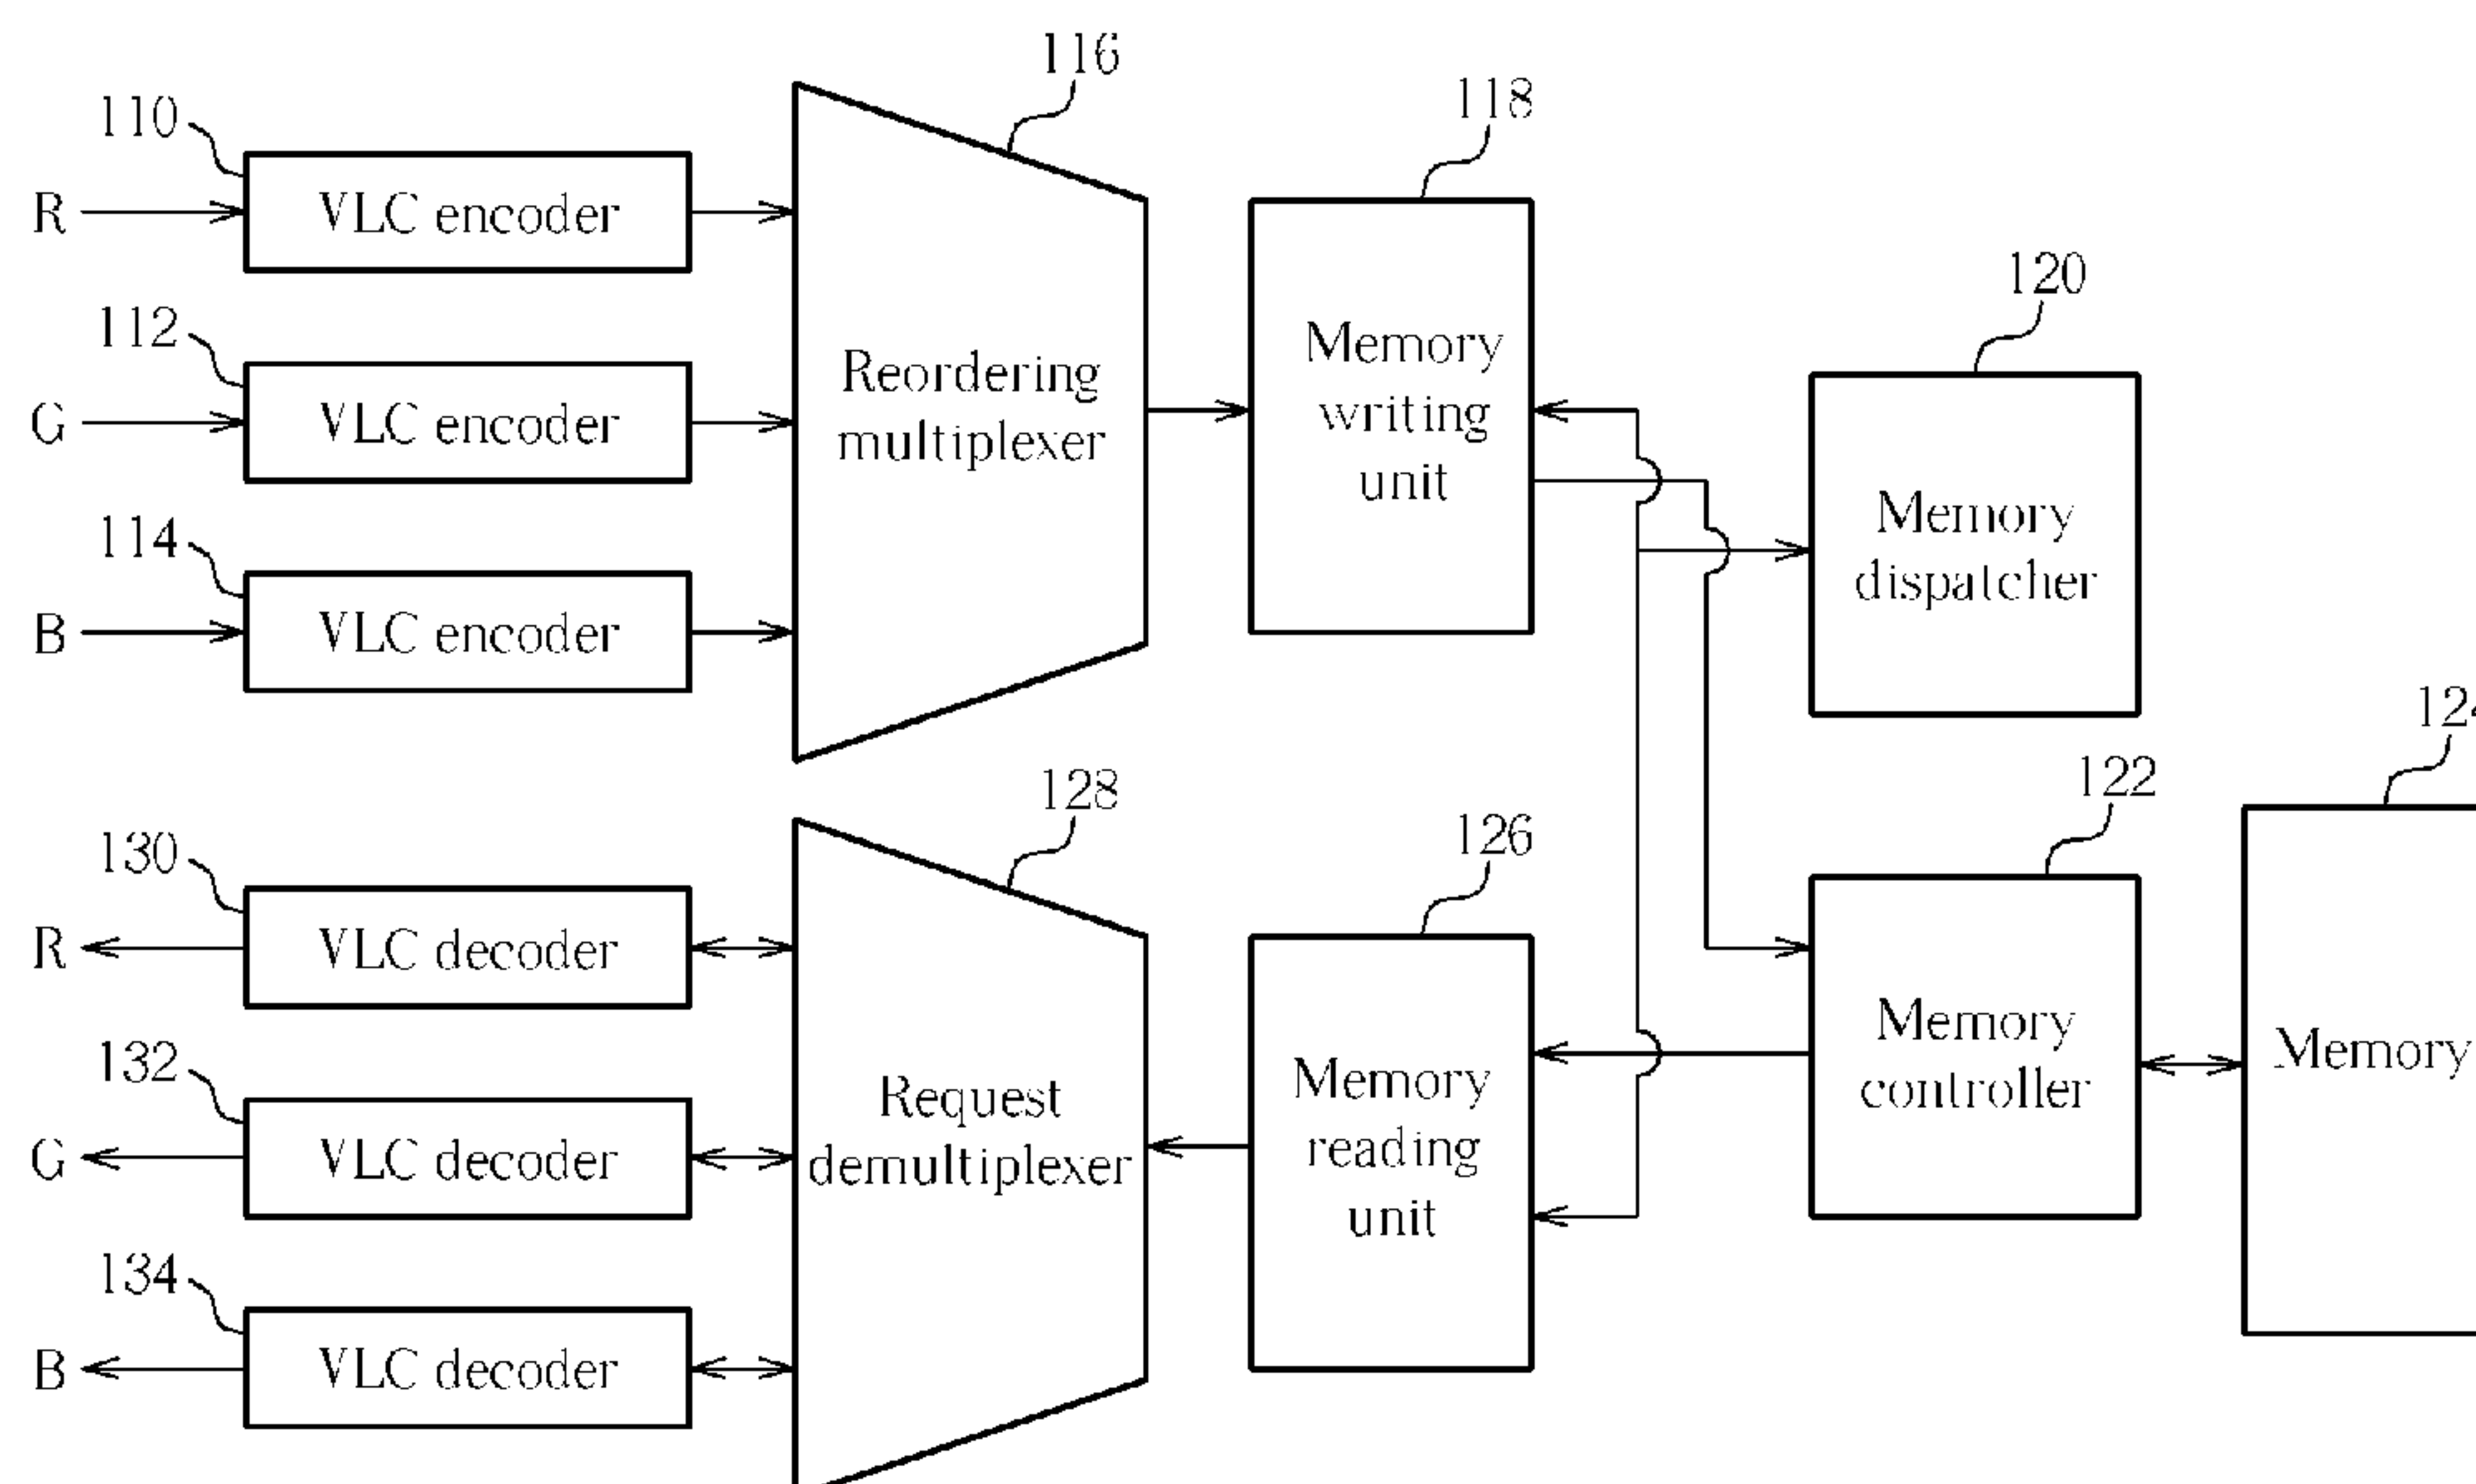 116
118
110
R
VLC encoder
120
112
Memory
writing
unit
Reordering
multiplexer
G
VLC encoder
Memory
dispatcher
114
B
VLC encoder
122
128
126
130
R
VLC decoder
Memory
controller
Memory
132
Request
demultiplexer
Memory
reading
unit
G
VLC decoder
134
B
VLC decoder